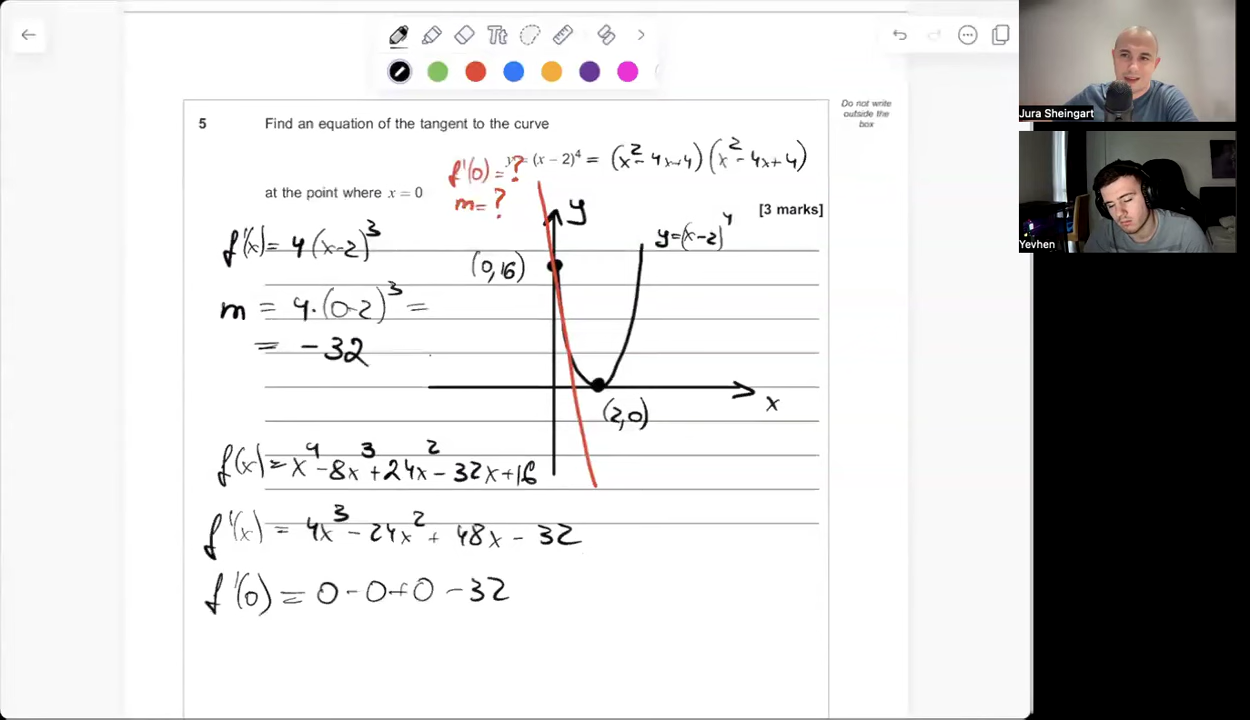 Tt
5 Find an equation of the tangent to the curve
Do not write outside the box
y = (x − 2)⁴ = (x² - 4x+4)(x² - 4x+4)
f'(0) = ?
at the point where x = 0
m = ?
[3 marks]
y
f'(x) = 4(x-2)³
y=(x-2)⁴
(0,16)
m = 4·(0-2)³ =
= -32
x
(2,0)
f(x) = x⁴ -8x³ +24x² - 32x+16
f'(x) = 4x³ - 24x² + 48x - 32
f'(0) = 0 - 0 + 0 - 32
Jura Sheingart
Yevhen